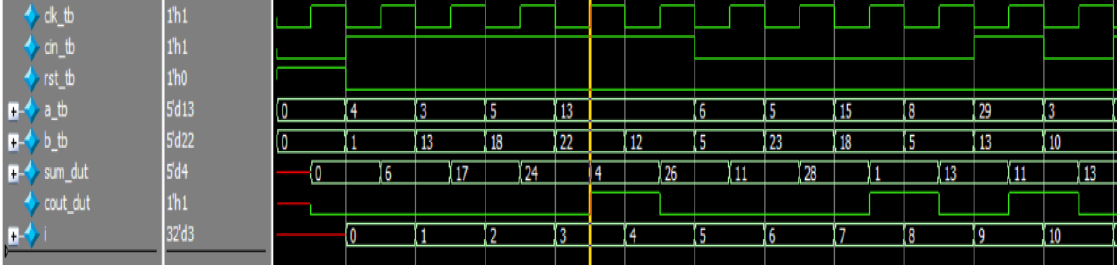 clk_tb 1'h1
cin_tb 1'h1
rst_tb 1'h0
a_tb 5'd13 0 4 3 5 13 6 5 15 8 29 3
b_tb 5'd22 0 1 13 18 22 12 5 23 18 5 13 10
sum_dut 5'd4 0 6 17 24 4 26 11 28 1 13 11 13
cout_dut 1'h1
i 32'd3 0 1 2 3 4 5 6 7 8 9 10